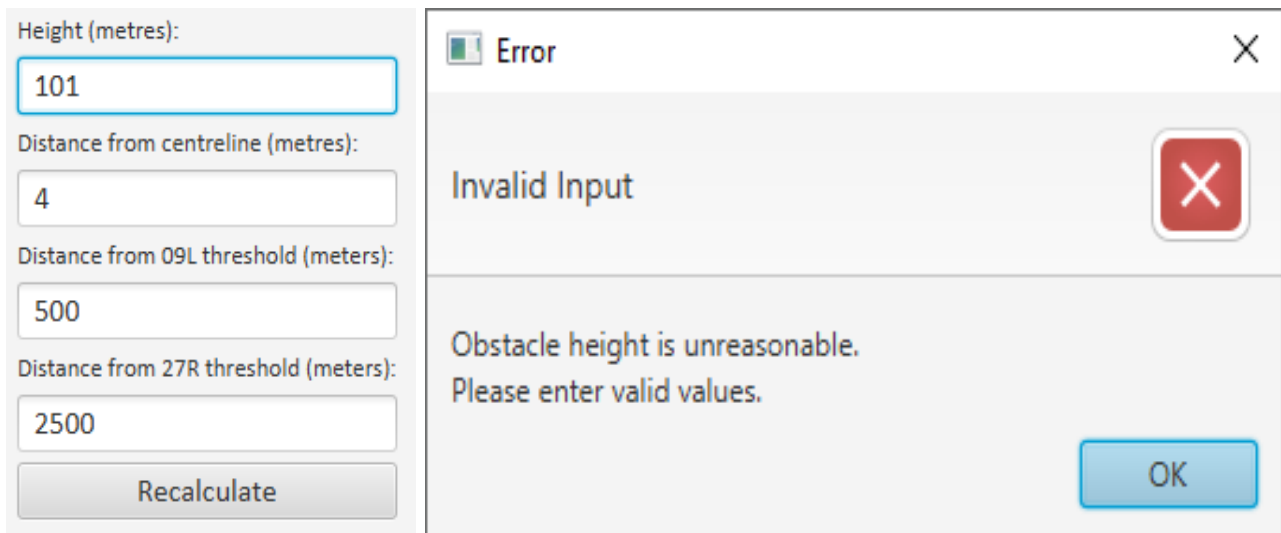 Height (metres):
101
Distance from centreline (metres):
4
Distance from 09L threshold (meters):
500
Distance from 27R threshold (meters):
2500
Recalculate
Error
Invalid Input
Obstacle height is unreasonable.
Please enter valid values.
OK